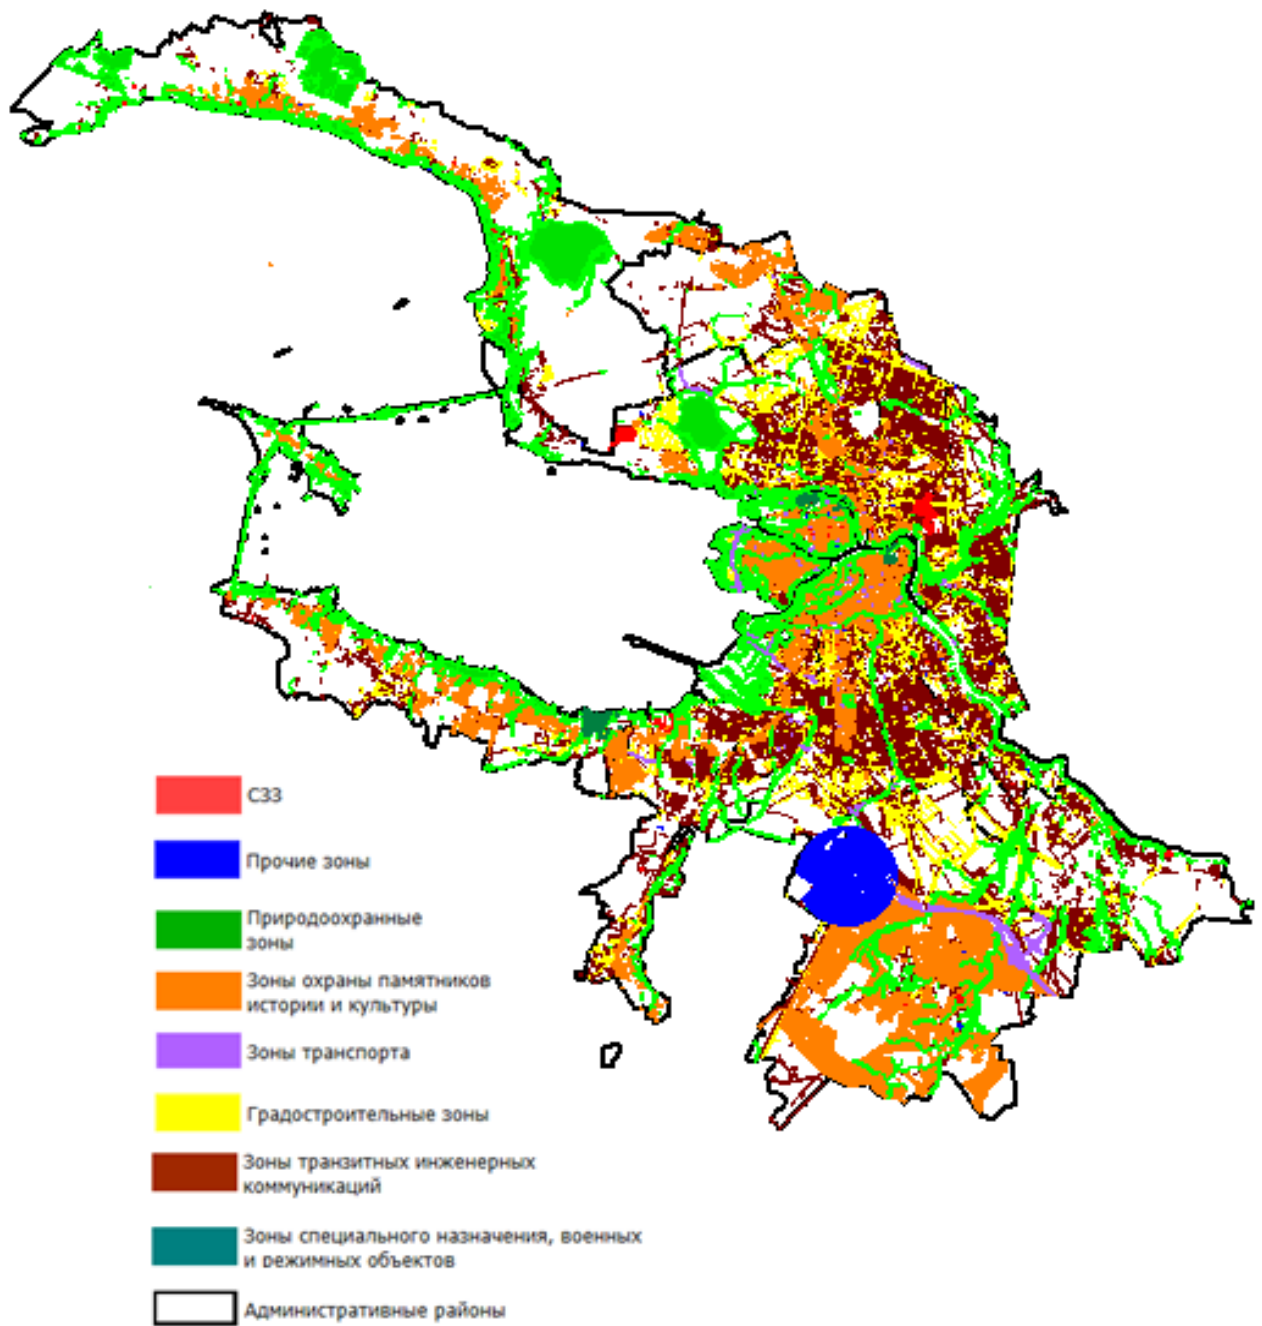 СЗЗ
Прочие зоны
Природоохранные
зоны
Зоны охраны памятников
истории и культуры
Зоны транспорта
Градостроительные зоны
Зоны транзитных инженерных
коммуникаций
Зоны специального назначения, военных
и режимных объектов
Административные районы